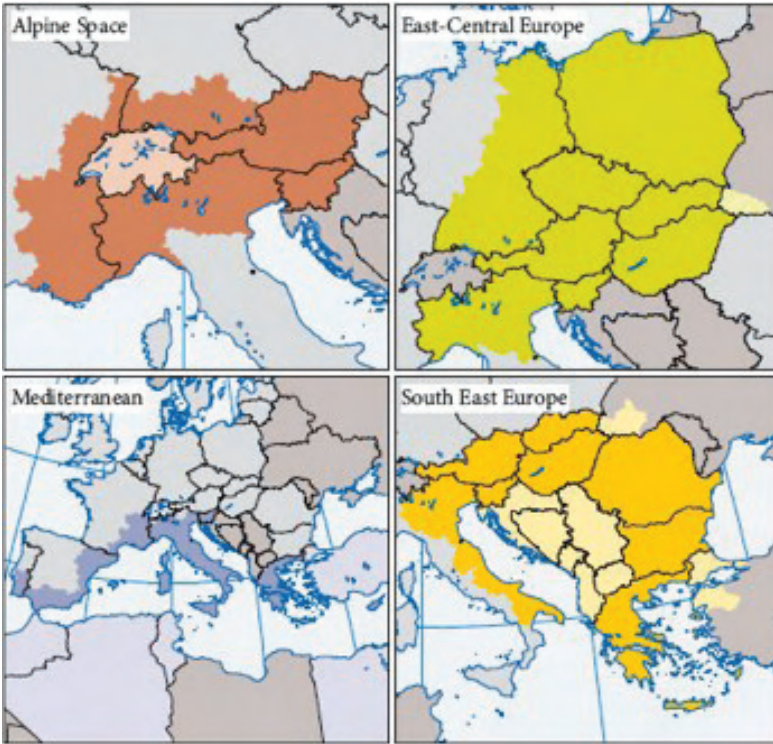 Alpine Space
East-Central Europe
Mediterranean
South East Europe